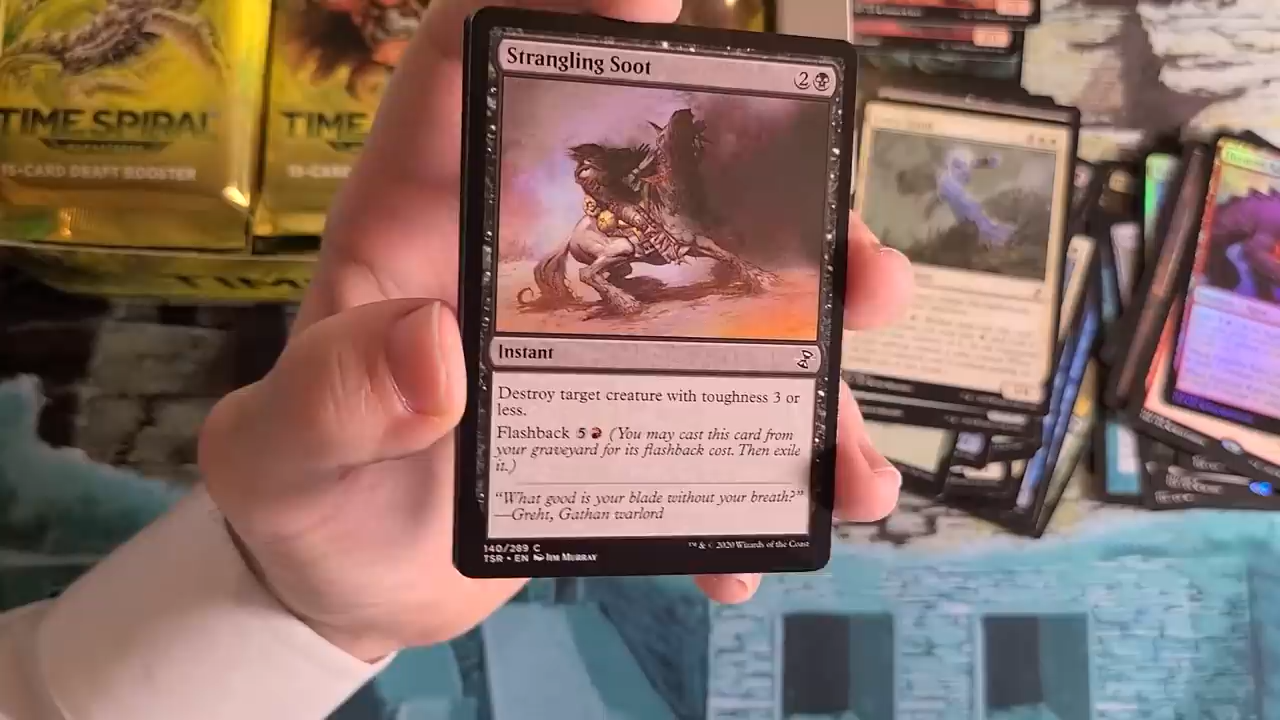 TIME SPIRAL
15-CARD DRAFT BOOSTER
TIME
15-CAR
TIM
Strangling Soot
2
Instant
Destroy target creature with toughness 3 or
less.
Flashback 5 (You may cast this card from
your graveyard for its flashback cost. Then exile
it.)
“What good is your blade without your breath?”
—Greht, Gathan warlord
140/289 C
TSR • EN Jim Murray
™ & © 2020 Wizards of the Coast